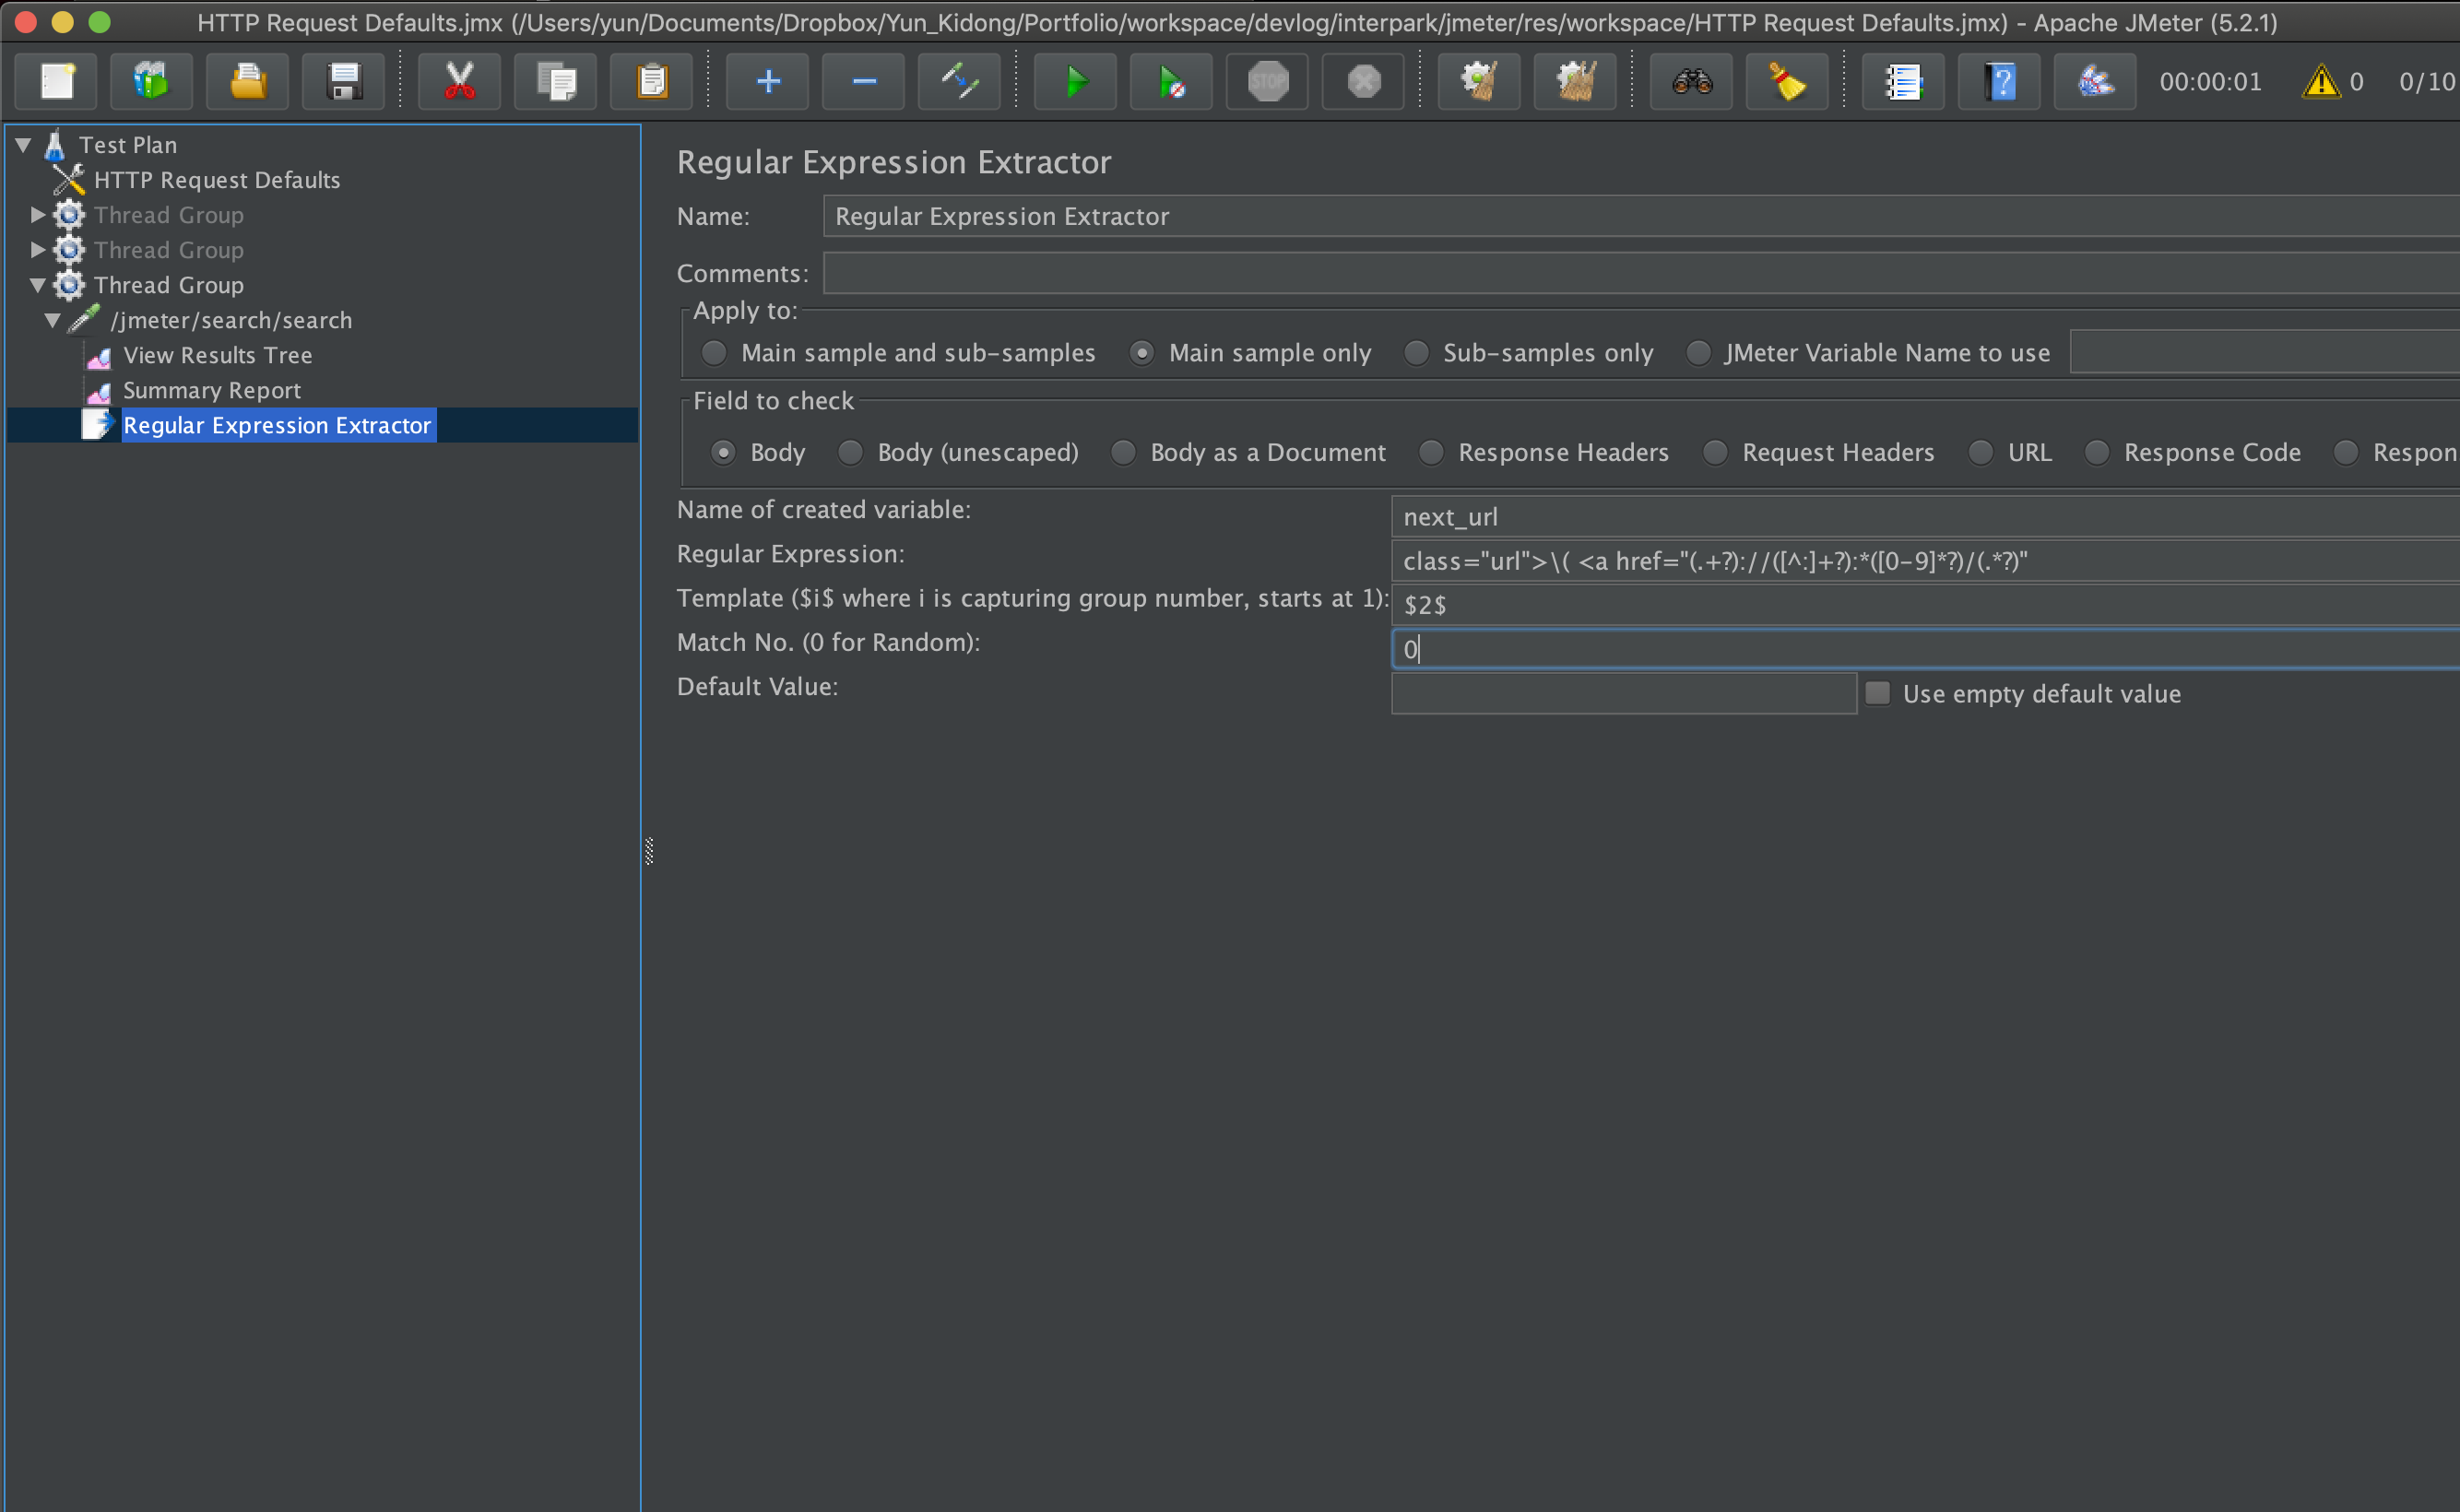 HTTP Request Defaults.jmx (/Users/yun/Documents/Dropbox/Yun_Kidong/Portfolio/workspace/devlog/interpark/jmeter/res/workspace/HTTP Request Defaults.jmx) - Apache JMeter (5.2.1)
STOP
00:00:01
0
0/10
Test Plan
HTTP Request Defaults
Thread Group
Thread Group
Thread Group
/jmeter/search/search
View Results Tree
Summary Report
Regular Expression Extractor
Regular Expression Extractor
Name: Regular Expression Extractor
Comments:
Apply to:
Main sample and sub-samples Main sample only Sub-samples only JMeter Variable Name to use
Field to check
Body Body (unescaped) Body as a Document Response Headers Request Headers URL Response Code Respon
Name of created variable: next_url
Regular Expression: class="url">\( <a href="(.+?)://([^:]+?):*([0-9]*?)/(.*?)"
Template ($i$ where i is capturing group number, starts at 1): $2$
Match No. (0 for Random): 0
Default Value: Use empty default value